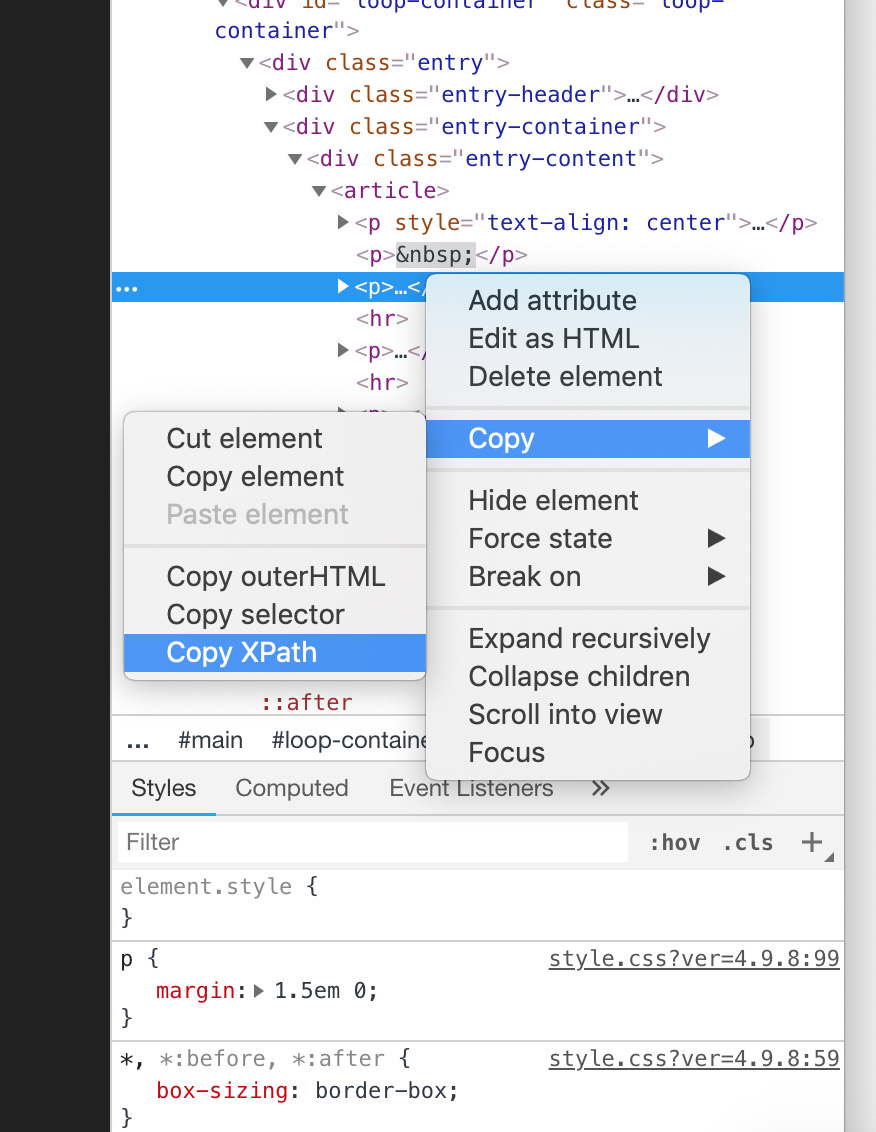 ▼<div id="loop-container" class="loop-
container">
▼<div class="entry">
▶<div class="entry-header">…</div>
▼<div class="entry-container">
▼<div class="entry-content">
▼<article>
▶<p style="text-align: center">…</p>
<p>&nbsp;</p>
... ▶<p>…</
<hr>
▶<p>…</
<hr>
Add attribute
Edit as HTML
Delete element
Copy ▶
Hide element
Force state ▶
Break on ▶
Expand recursively
Collapse children
Scroll into view
Focus
Cut element
Copy element
Paste element
Copy outerHTML
Copy selector
Copy XPath
::after
... #main #loop-containe
Styles Computed Event Listeners »
Filter :hov .cls +
element.style {
}
p { style.css?ver=4.9.8:99
margin:▶ 1.5em 0;
}
*, *:before, *:after { style.css?ver=4.9.8:59
box-sizing: border-box;
}